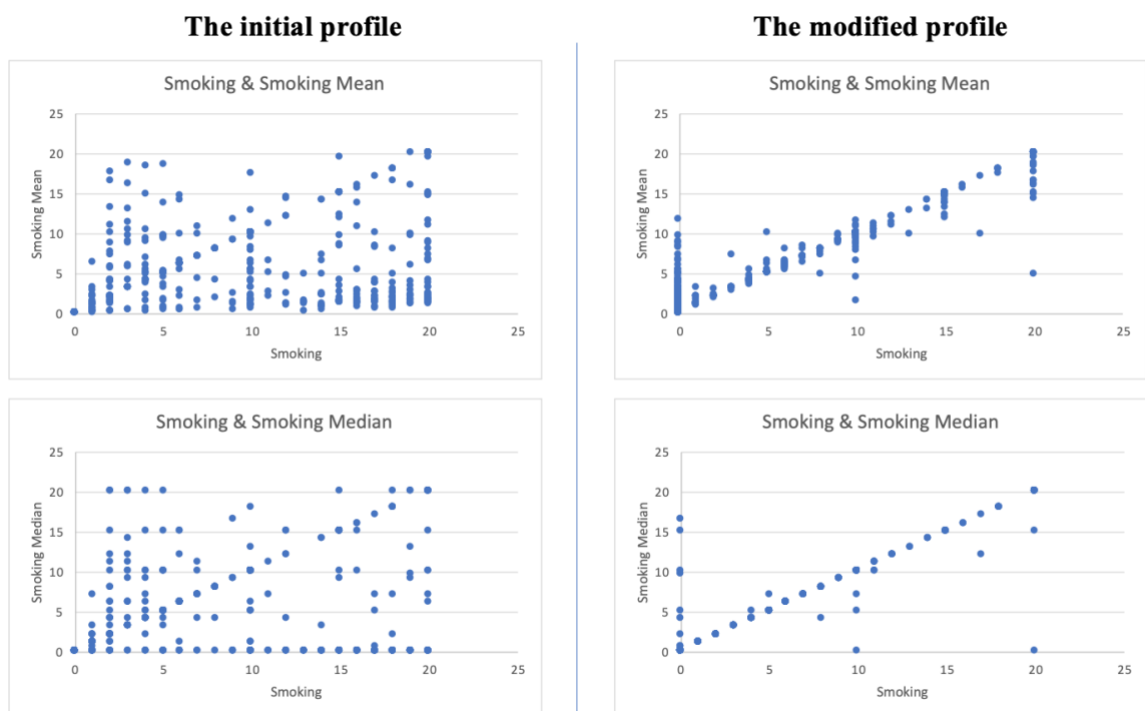 The initial profile
The modified profile
Smoking & Smoking Mean
25
20
15
10
5
0
0 5 10 15 20 25
Smoking Mean
Smoking
Smoking & Smoking Mean
25
20
15
10
5
0
0 5 10 15 20 25
Smoking Mean
Smoking
Smoking & Smoking Median
25
20
15
10
5
0
0 5 10 15 20 25
Smoking Median
Smoking
Smoking & Smoking Median
25
20
15
10
5
0
0 5 10 15 20 25
Smoking Median
Smoking